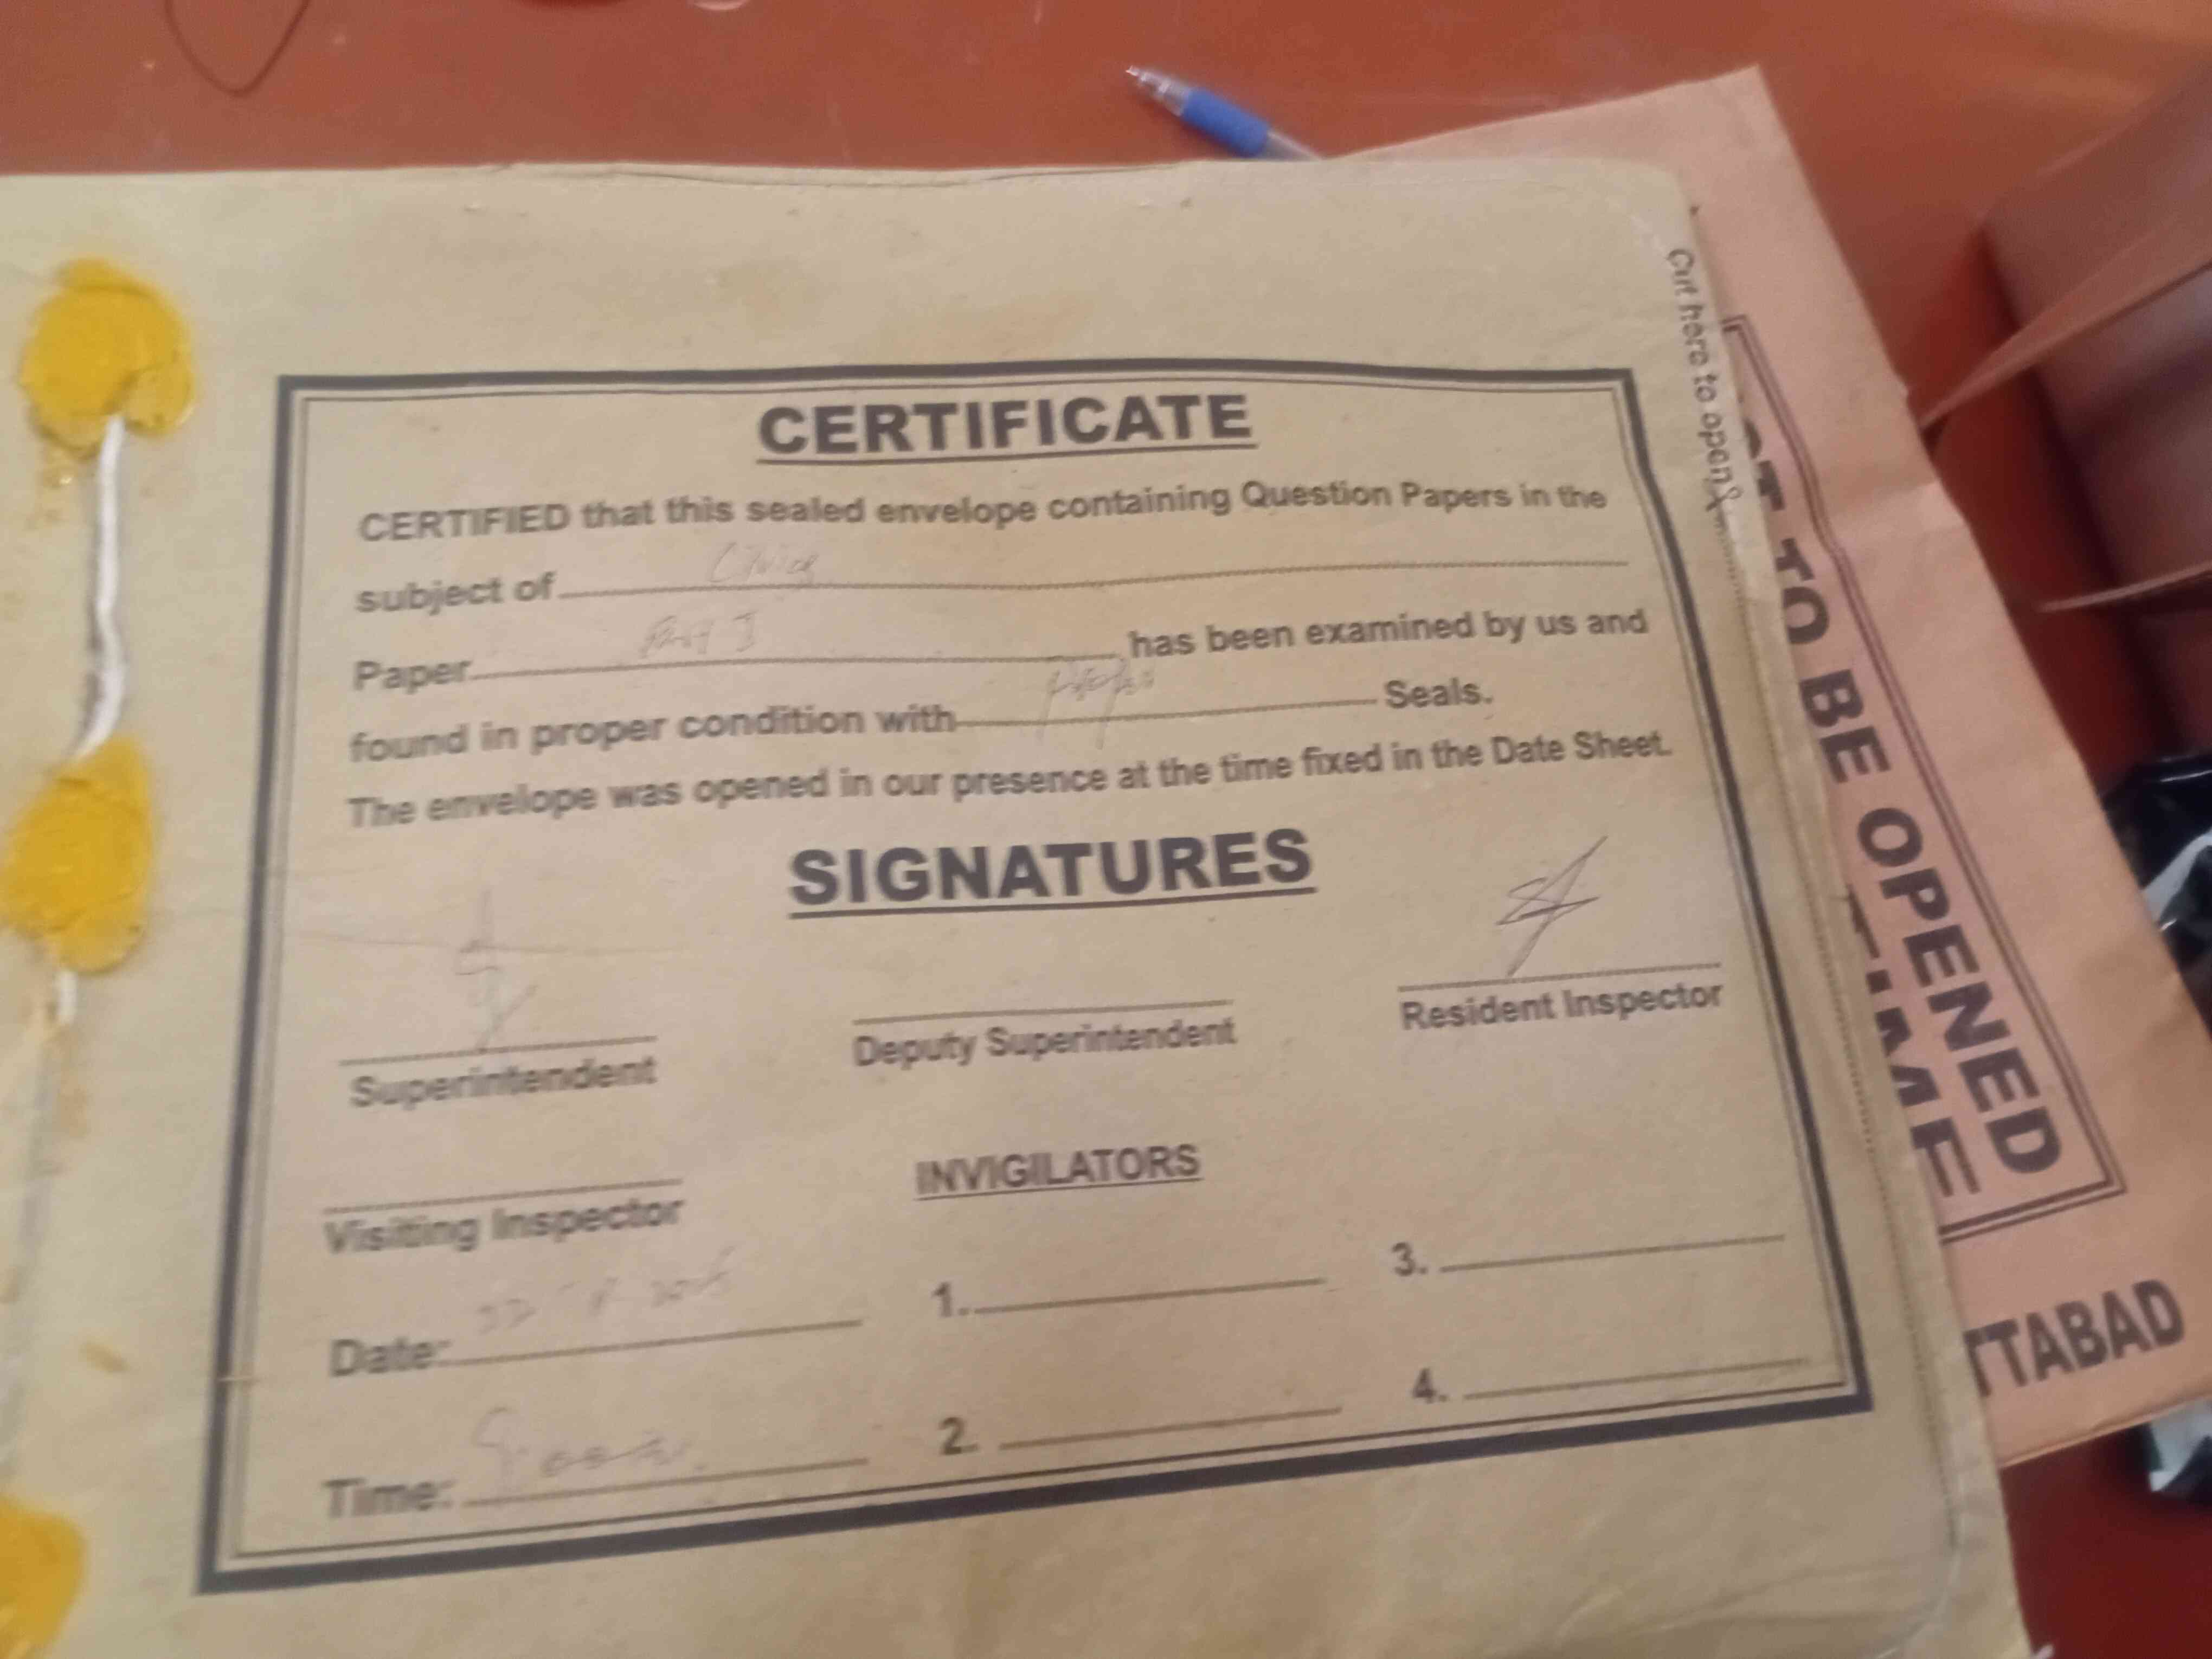 CERTIFICATE
CERTIFIED that this sealed envelope containing Question Papers in the
subject of
Paper Part I has been examined by us and
found in proper condition with Seals.
The envelope was opened in our presence at the time fixed in the Date Sheet.
SIGNATURES
Superintendent
Deputy Superintendent
Resident Inspector
Visiting Inspector
INVIGILATORS
Date:
1.
3.
Time:
2.
4.
Cut here to open
TO BE OPENED
TTABAD